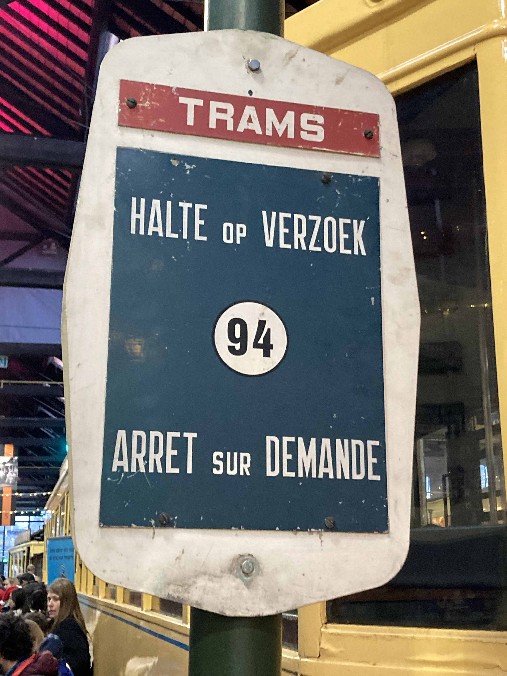 TRAMS
HALTE OP VERZOEK
94
ARRET SUR DEMANDE